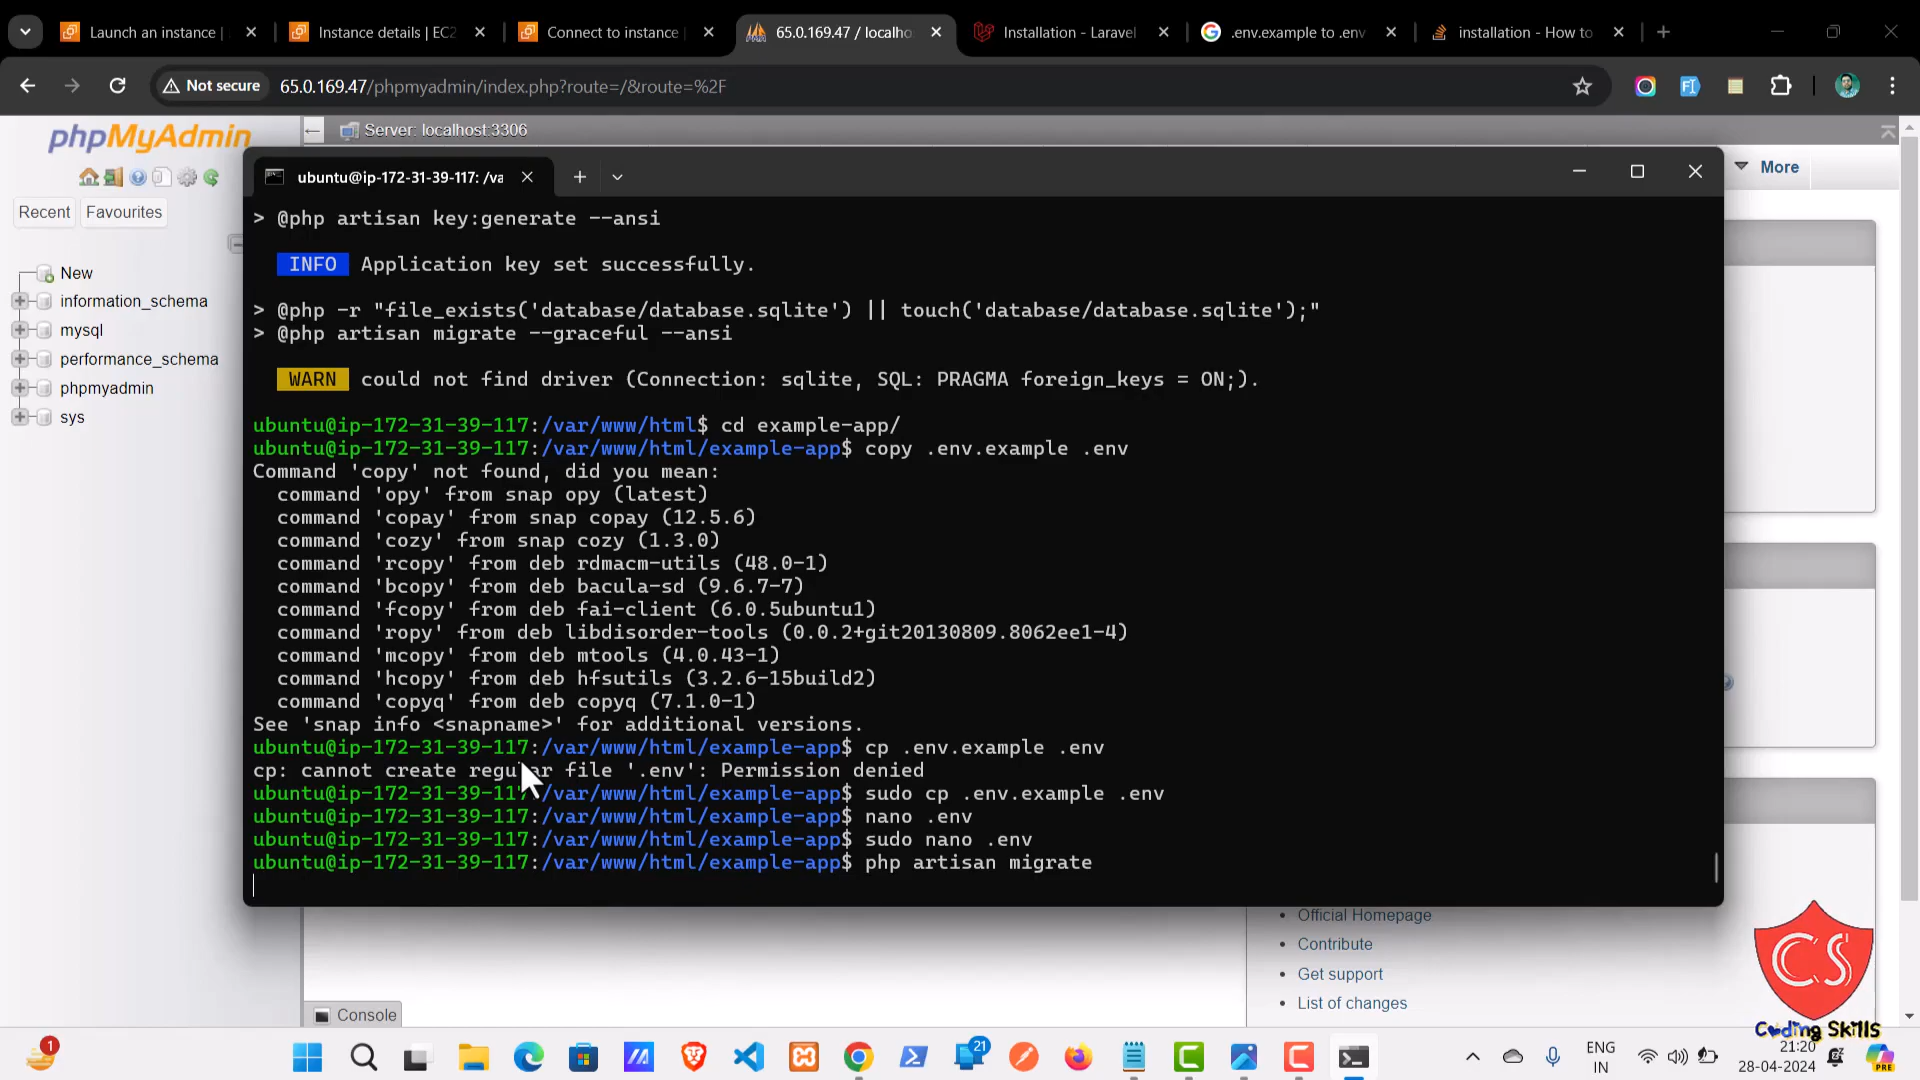 Launch an instance |
Instance details | EC2
Connect to instance
65.0.169.47 / localho
Installation - Laravel
.env.example to .env
installation - How to
Not secure
65.0.169.47/phpmyadmin/index.php?route=/&route=%2F
phpMyAdmin
Server: localhost:3306
Recent
Favourites
More
New
information_schema
mysql
performance_schema
phpmyadmin
sys
ubuntu@ip-172-31-39-117: /va
> @php artisan key:generate --ansi
INFO Application key set successfully.
> @php -r "file_exists('database/database.sqlite') || touch('database/database.sqlite');"
> @php artisan migrate --graceful --ansi
WARN could not find driver (Connection: sqlite, SQL: PRAGMA foreign_keys = ON;).
ubuntu@ip-172-31-39-117:/var/www/html$ cd example-app/
ubuntu@ip-172-31-39-117:/var/www/html/example-app$ copy .env.example .env
Command 'copy' not found, did you mean:
command 'opy' from snap opy (latest)
command 'copay' from snap copay (12.5.6)
command 'cozy' from snap cozy (1.3.0)
command 'rcopy' from deb rdmacm-utils (48.0-1)
command 'bcopy' from deb bacula-sd (9.6.7-7)
command 'fcopy' from deb fai-client (6.0.5ubuntu1)
command 'ropy' from deb libdisorder-tools (0.0.2+git20130809.8062ee1-4)
command 'mcopy' from deb mtools (4.0.43-1)
command 'hcopy' from deb hfsutils (3.2.6-15build2)
command 'copyq' from deb copyq (7.1.0-1)
See 'snap info <snapname>' for additional versions.
ubuntu@ip-172-31-39-117:/var/www/html/example-app$ cp .env.example .env
cp: cannot create regular file '.env': Permission denied
ubuntu@ip-172-31-39-117:/var/www/html/example-app$ sudo cp .env.example .env
ubuntu@ip-172-31-39-117:/var/www/html/example-app$ nano .env
ubuntu@ip-172-31-39-117:/var/www/html/example-app$ sudo nano .env
ubuntu@ip-172-31-39-117:/var/www/html/example-app$ php artisan migrate
Official Homepage
Contribute
Get support
List of changes
Console
CS
Coding Skills
1
21
ENG
IN
21:20
28-04-2024
PRE